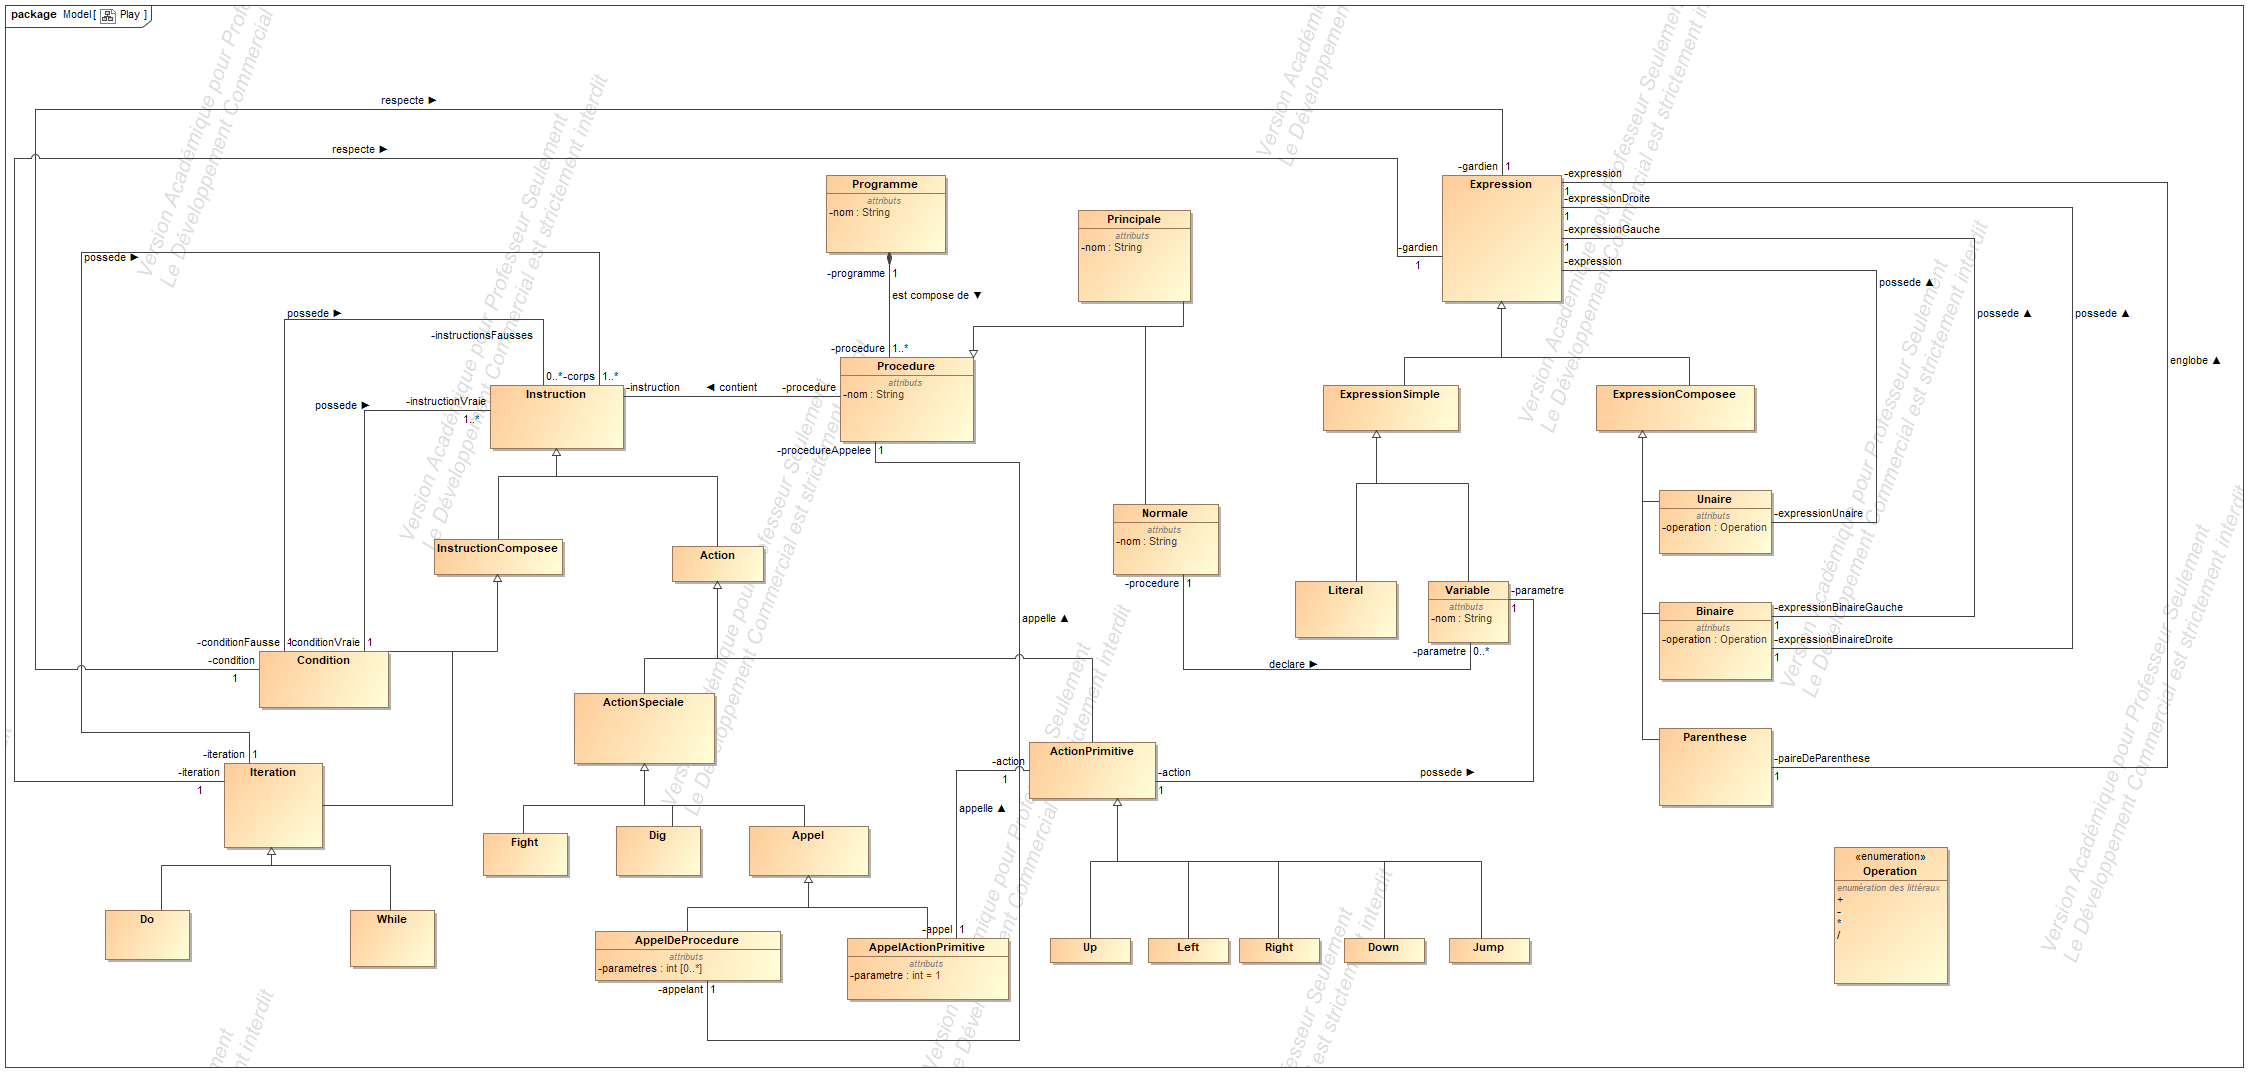 package Model[ Play ]
respecte ►
respecte ►
-gardien 1
-gardien
1
Programme
attributs
-nom : String
-programme 1
est compose de ▼
-procedure 1..*
Principale
attributs
-nom : String
Expression
-expression
1
-expressionDroite
1
-expressionGauche
1
-expression
possede ▲
possede ▲
possede ▲
englobe ▲
possede ►
possede ►
-instructionsFausses
0..*
-corps 1..*
possede ►
-instructionVraie
1..*
Instruction
-instruction
◄ contient
-procedure
Procedure
attributs
-nom : String
-procedureAppelee 1
ExpressionSimple
ExpressionComposee
InstructionComposee
Action
Normale
attributs
-nom : String
-procedure 1
Literal
Variable
attributs
-nom : String
-parametre
1
-parametre 0..*
declare ►
Unaire
attributs
-operation : Operation
-expressionUnaire
Binaire
attributs
-operation : Operation
-expressionBinaireGauche
1
-expressionBinaireDroite
1
appelle ▲
-conditionFausse 1
-conditionVraie 1
-condition
1
Condition
ActionSpeciale
ActionPrimitive
-action
1
-action
1
possede ►
Parenthese
-paireDeParenthese
1
-iteration 1
-iteration
1
Iteration
appelle ▲
Fight
Dig
Appel
Do
While
-appel 1
AppelDeProcedure
attributs
-parametres : int [0..*]
-appelant 1
AppelActionPrimitive
attributs
-parametre : int = 1
Up
Left
Right
Down
Jump
«enumeration»
Operation
enumération des littéraux
+
-
*
/
Version Académique pour Professeur Seulement
Le Développement Commercial est strictement interdit